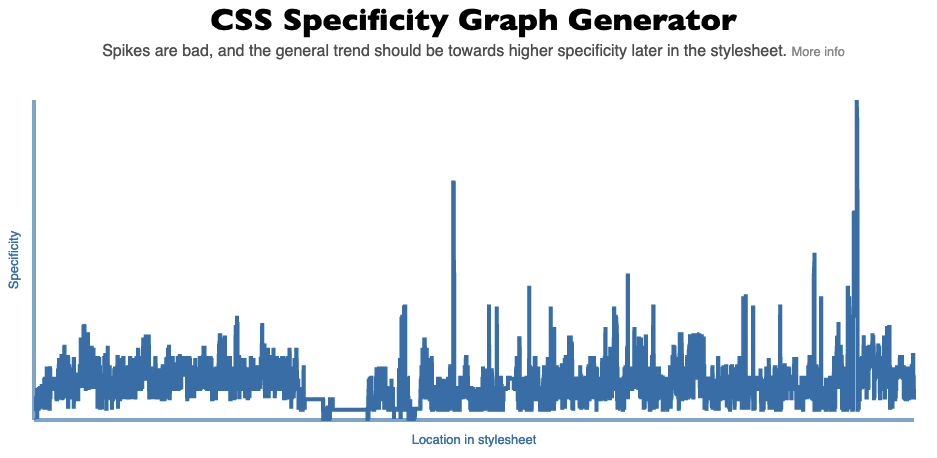 CSS Specificity Graph Generator
Spikes are bad, and the general trend should be towards higher specificity later in the stylesheet. More info
Specificity
Location in stylesheet